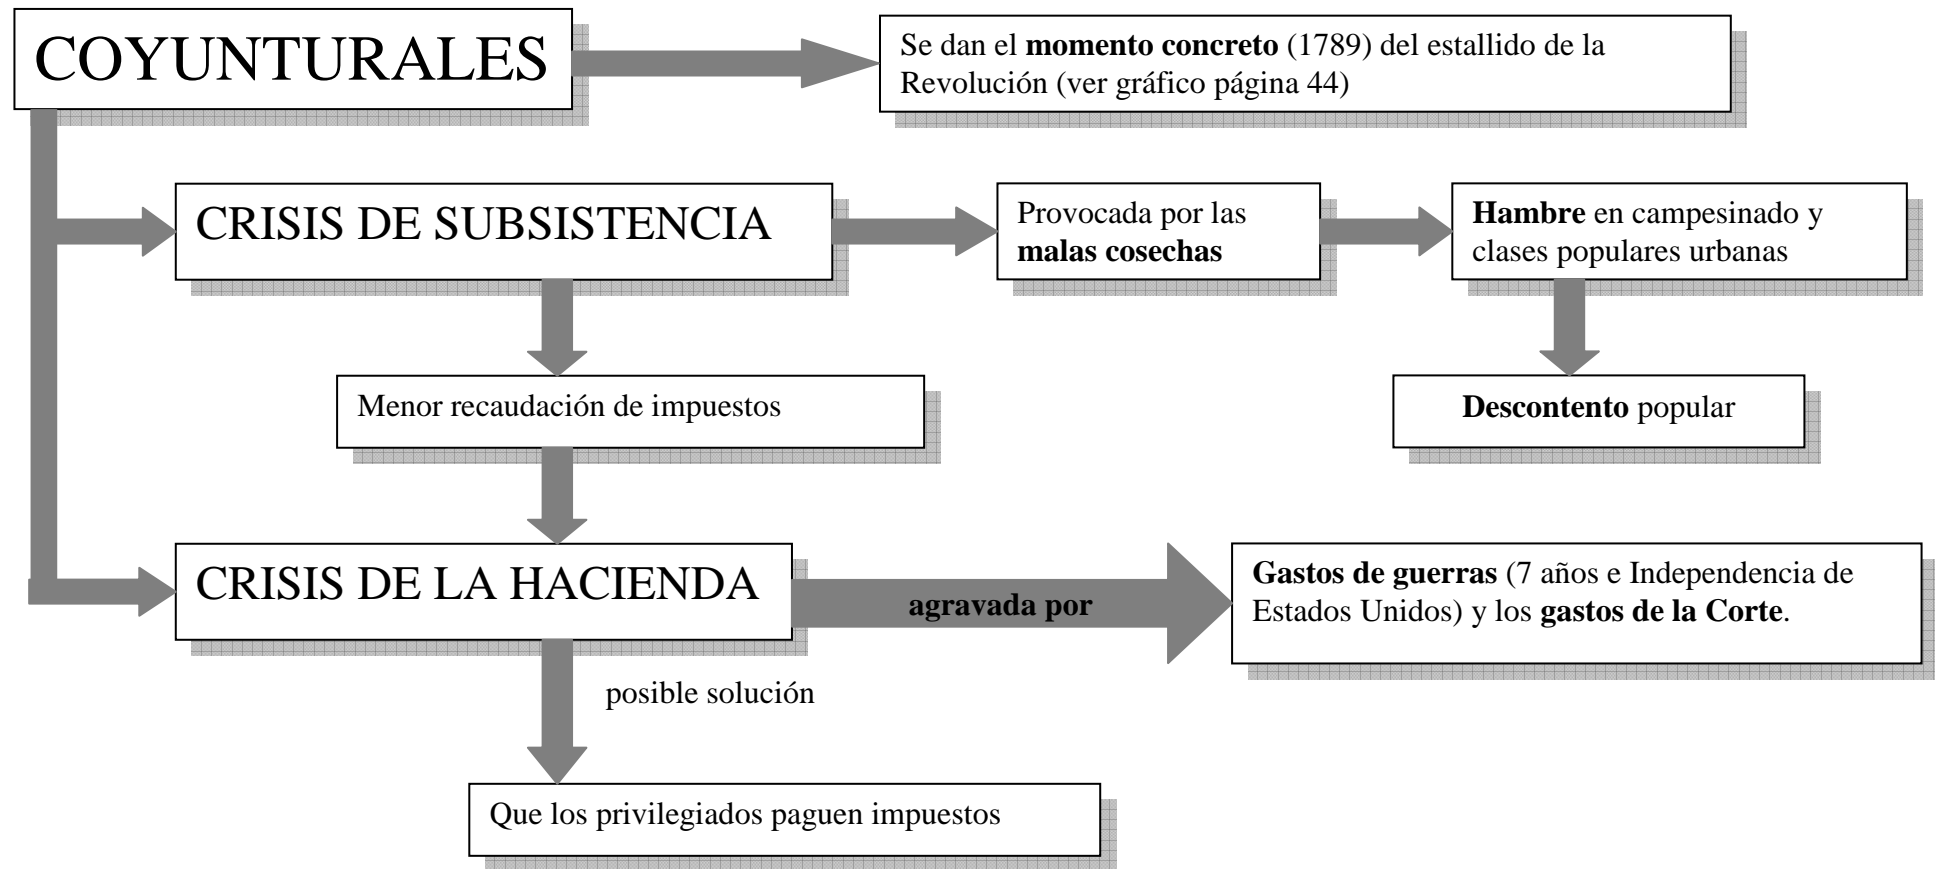 COYUNTURALES
Se dan el momento concreto (1789) del estallido de la
Revolución (ver gráfico página 44)
CRISIS DE SUBSISTENCIA
Provocada por las
malas cosechas
Hambre en campesinado y
clases populares urbanas
Menor recaudación de impuestos
Descontento popular
CRISIS DE LA HACIENDA
agravada por
Gastos de guerras (7 años e Independencia de
Estados Unidos) y los gastos de la Corte.
posible solución
Que los privilegiados paguen impuestos